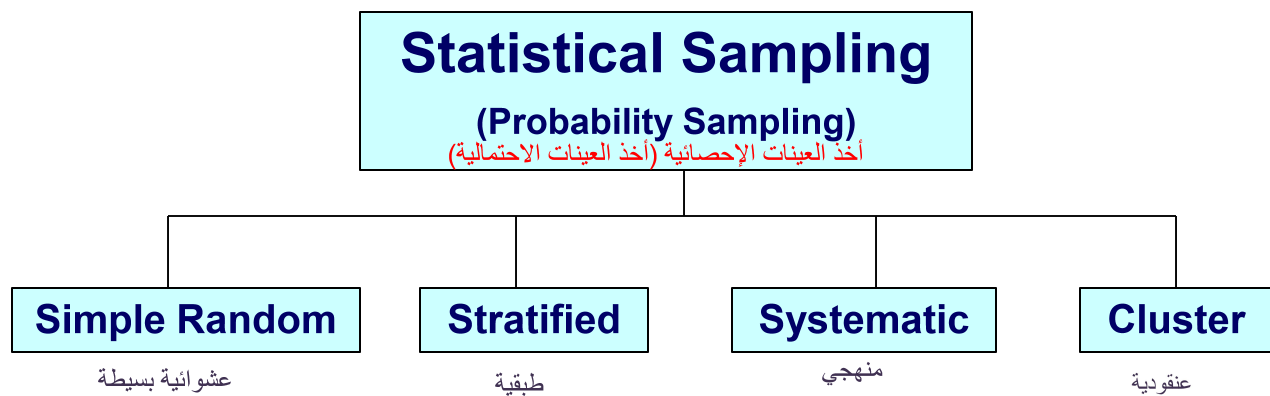 Statistical Sampling
(Probability Sampling)
أخذ العينات الإحصائية (أخذ العينات الاحتمالية)
Simple Random
Stratified
Systematic
Cluster
عشوائية بسيطة
طبقية
منهجي
عنقودية